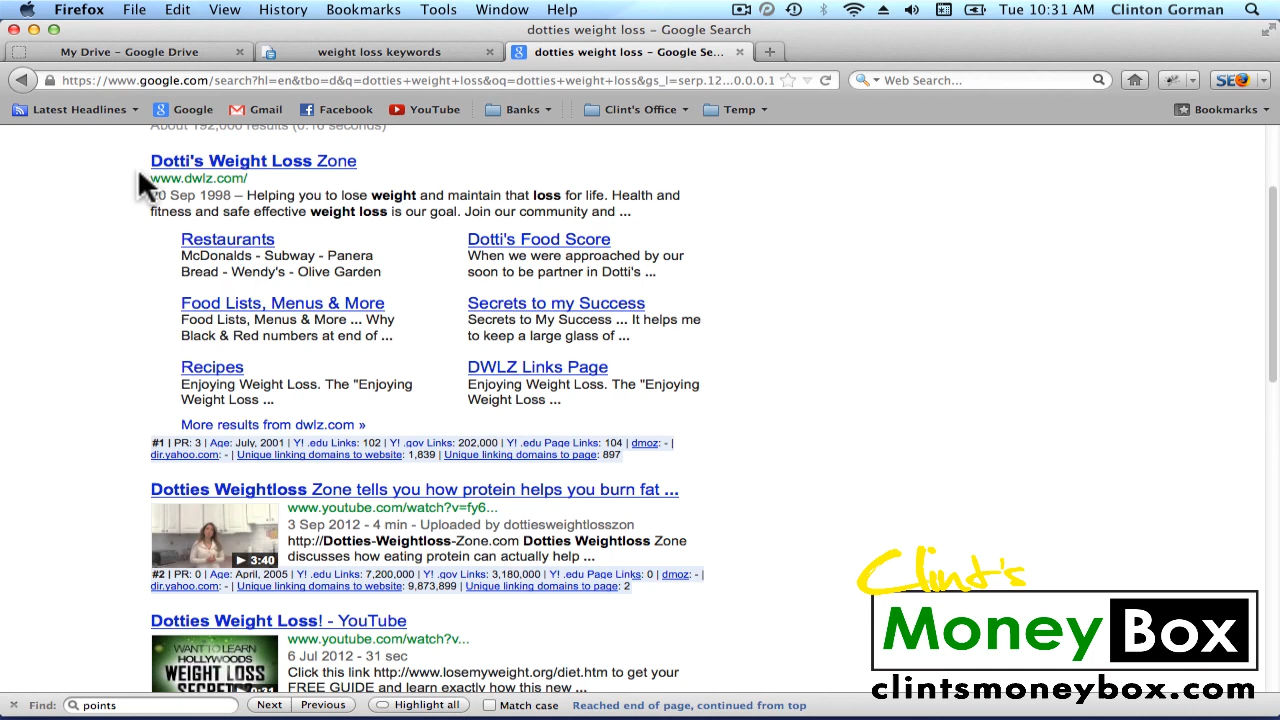 Firefox File Edit View History Bookmarks Tools Window Help Tue 10:31 AM Clinton Gorman
dotties weight loss - Google Search
My Drive - Google Drive weight loss keywords dotties weight loss - Google Se...
https://www.google.com/search?hl=en&tbo=d&q=dotties+weight+loss&oq=dotties+weight+loss&gs_l=serp.12...0.0.0.1 Web Search... SE
Latest Headlines Google Gmail Facebook YouTube Banks Clint's Office Temp Bookmarks
About 192,000 results (0.16 seconds)
Dotti's Weight Loss Zone
www.dwlz.com/
Sep 1998 – Helping you to lose weight and maintain that loss for life. Health and
fitness and safe effective weight loss is our goal. Join our community and ...
Restaurants
McDonalds - Subway - Panera
Bread - Wendy's - Olive Garden
Dotti's Food Score
When we were approached by our
soon to be partner in Dotti's ...
Food Lists, Menus & More
Food Lists, Menus & More ... Why
Black & Red numbers at end of ...
Secrets to my Success
Secrets to My Success ... It helps me
to keep a large glass of ...
Recipes
Enjoying Weight Loss. The "Enjoying
Weight Loss ...
DWLZ Links Page
Enjoying Weight Loss. The "Enjoying
Weight Loss ...
More results from dwlz.com »
#1 | PR: 3 | Age: July, 2001 | Y! .edu Links: 102 | Y! .gov Links: 202,000 | Y! .edu Page Links: 104 | dmoz: - |
dir.yahoo.com: - | Unique linking domains to website: 1,839 | Unique linking domains to page: 897
Dotties Weightloss Zone tells you how protein helps you burn fat ...
www.youtube.com/watch?v=fy6...
3 Sep 2012 - 4 min - Uploaded by dottiesweightlosszon
http://Dotties-Weightloss-Zone.com Dotties Weightloss Zone
discusses how eating protein can actually help ...
3:40
#2 | PR: 0 | Age: April, 2005 | Y! .edu Links: 7,200,000 | Y! .gov Links: 3,180,000 | Y! .edu Page Links: 0 | dmoz: - |
dir.yahoo.com: - | Unique linking domains to website: 9,873,899 | Unique linking domains to page: 2
Dotties Weight Loss! - YouTube
www.youtube.com/watch?v...
6 Jul 2012 - 31 sec
Click this link http://www.losemyweight.org/diet.htm to get your
FREE GUIDE and learn exactly how this new ...
WANT TO LEARN
HOLLYWOODS
WEIGHT LOSS
Clint's
Money Box
clintsmoneybox.com
Find: points Next Previous Highlight all Match case Reached end of page, continued from top